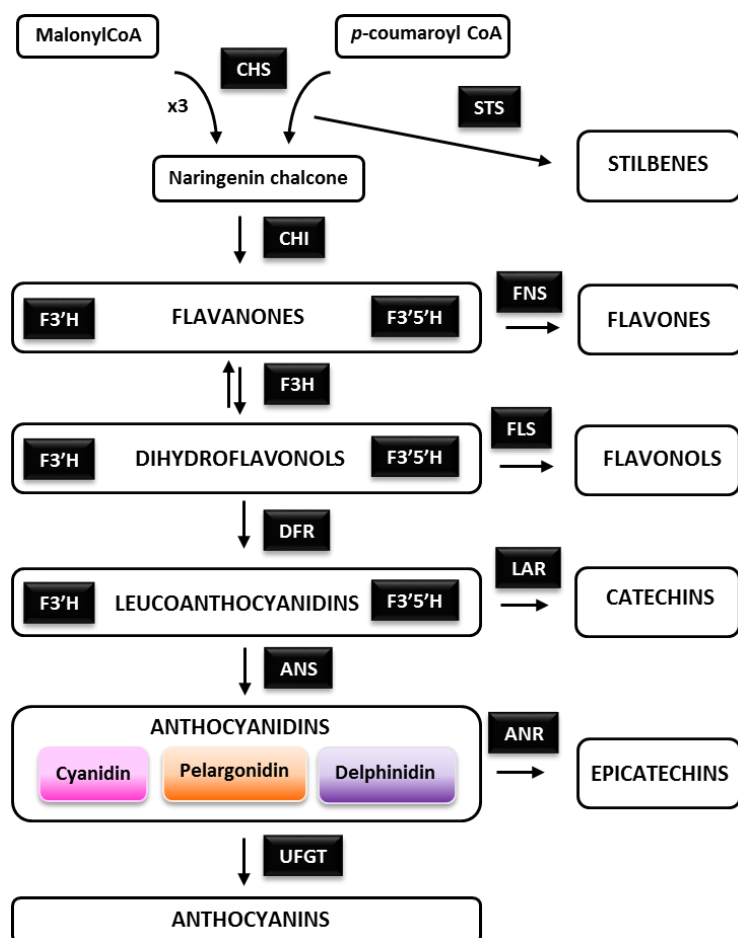 MalonylCoA
p-coumaroyl CoA
CHS
x3
STS
Naringenin chalcone
STILBENES
CHI
F3’H
FLAVANONES
F3’5’H
FNS
FLAVONES
F3H
F3’H
DIHYDROFLAVONOLS
F3’5’H
FLS
FLAVONOLS
DFR
F3’H
LEUCOANTHOCYANIDINS
F3’5’H
LAR
CATECHINS
ANS
ANTHOCYANIDINS
Cyanidin
Pelargonidin
Delphinidin
ANR
EPICATECHINS
UFGT
ANTHOCYANINS